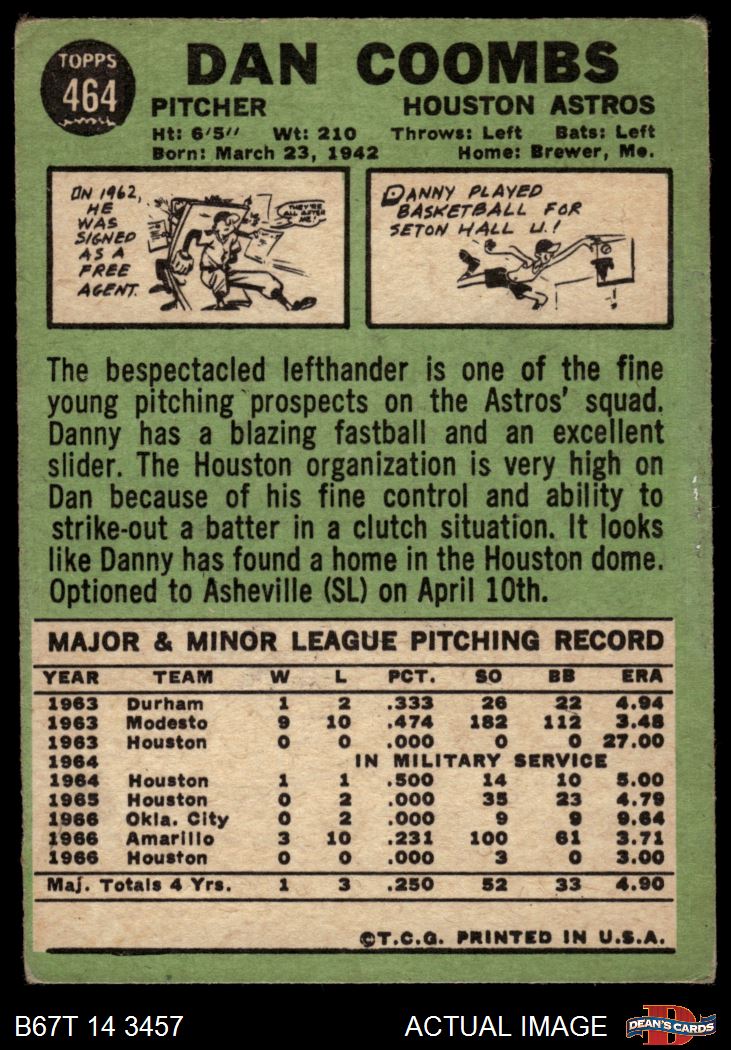 TOPPS
464
DAN COOMBS
PITCHER HOUSTON ASTROS
Ht: 6'5" Wt: 210 Throws: Left Bats: Left
Born: March 23, 1942 Home: Brewer, Me.
IN 1962,
HE
WAS
SIGNED
AS A
FREE
AGENT.
THEY'RE
ALL AFTER
ME!
DANNY PLAYED
BASKETBALL FOR
SETON HALL U.!
The bespectacled lefthander is one of the fine
young pitching prospects on the Astros' squad.
Danny has a blazing fastball and an excellent
slider. The Houston organization is very high on
Dan because of his fine control and ability to
strike-out a batter in a clutch situation. It looks
like Danny has found a home in the Houston dome.
Optioned to Asheville (SL) on April 10th.
MAJOR & MINOR LEAGUE PITCHING RECORD
YEAR TEAM W L PCT. SO BB ERA
1963 Durham 1 2 .333 26 22 4.94
1963 Modesto 9 10 .474 182 112 3.48
1963 Houston 0 0 .000 0 0 27.00
1964 IN MILITARY SERVICE
1964 Houston 1 1 .500 14 10 5.00
1965 Houston 0 2 .000 35 23 4.79
1966 Okla. City 0 2 .000 9 9 9.64
1966 Amarillo 3 10 .231 100 61 3.71
1966 Houston 0 0 .000 3 0 3.00
Maj. Totals 4 Yrs. 1 3 .250 52 33 4.90
©T.C.G. PRINTED IN U.S.A.
B67T 14 3457 ACTUAL IMAGE DEAN'S CARDS